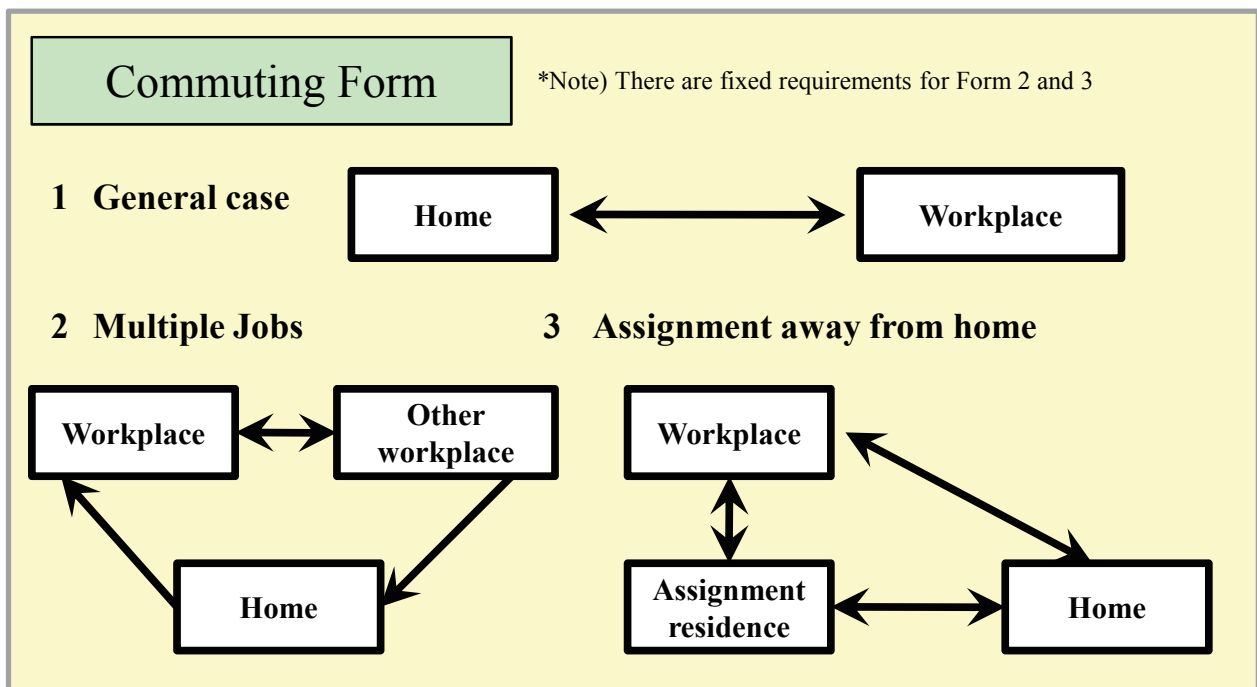 Commuting Form
*Note) There are fixed requirements for Form 2 and 3
1 General case
Home
Workplace
2 Multiple Jobs
3 Assignment away from home
Workplace
Other
workplace
Home
Workplace
Assignment
residence
Home